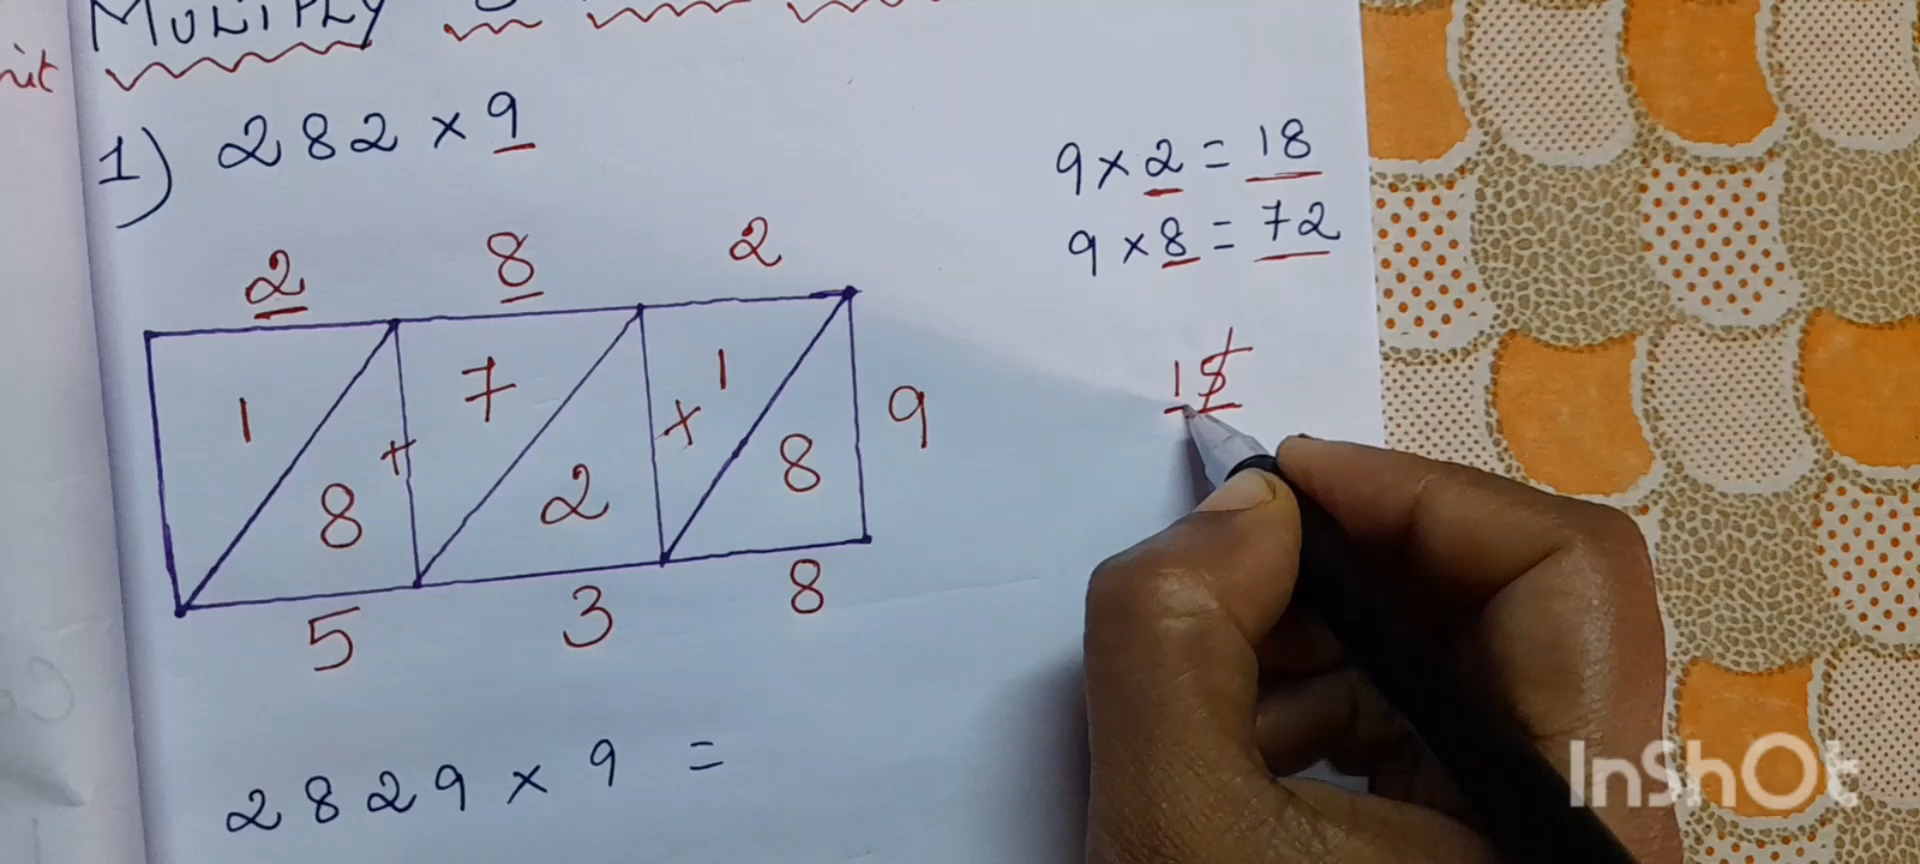 MULTIPLY
1) 282 × 9
9 × 2 = 18
9 × 8 = 72
2 8 2
1 7 1 9
8 + 2 + 8
5 3 8
15
2829 × 9 =
InShOt